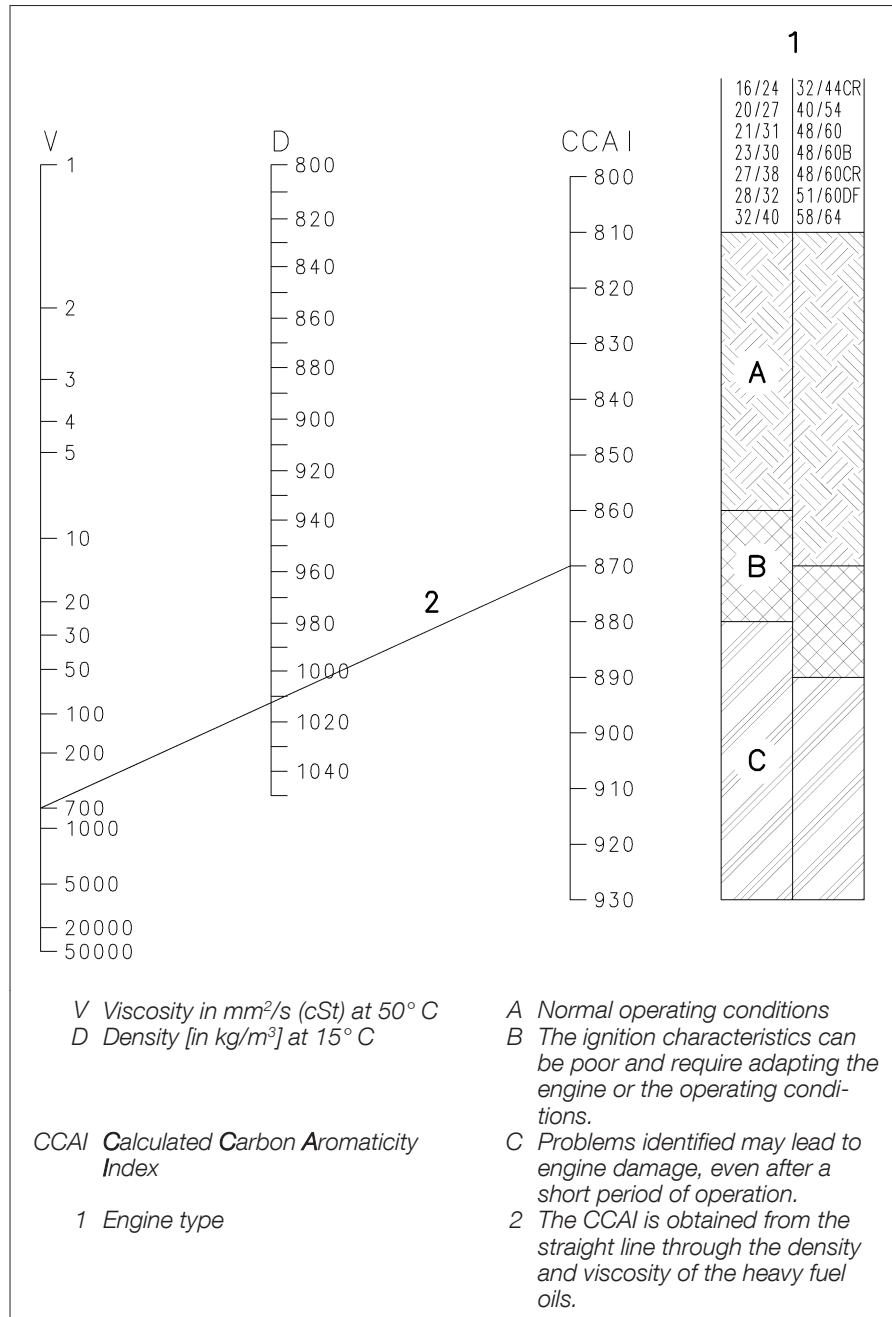 1
16/24 32/44CR
20/27 40/54
21/31 48/60
23/30 48/60B
27/38 48/60CR
28/32 51/60DF
32/40 58/64
V
1
2
3
4
5
10
20
30
50
100
200
700
1000
5000
20000
50000
D
800
820
840
860
880
900
920
940
960
980
1000
1020
1040
CCAI
800
810
820
830
840
850
860
870
880
890
900
910
920
930
2
A
B
C
V Viscosity in mm²/s (cSt) at 50° C
D Density [in kg/m³] at 15° C
CCAI Calculated Carbon Aromaticity
Index
1 Engine type
A Normal operating conditions
B The ignition characteristics can
be poor and require adapting the
engine or the operating condi-
tions.
C Problems identified may lead to
engine damage, even after a
short period of operation.
2 The CCAI is obtained from the
straight line through the density
and viscosity of the heavy fuel
oils.